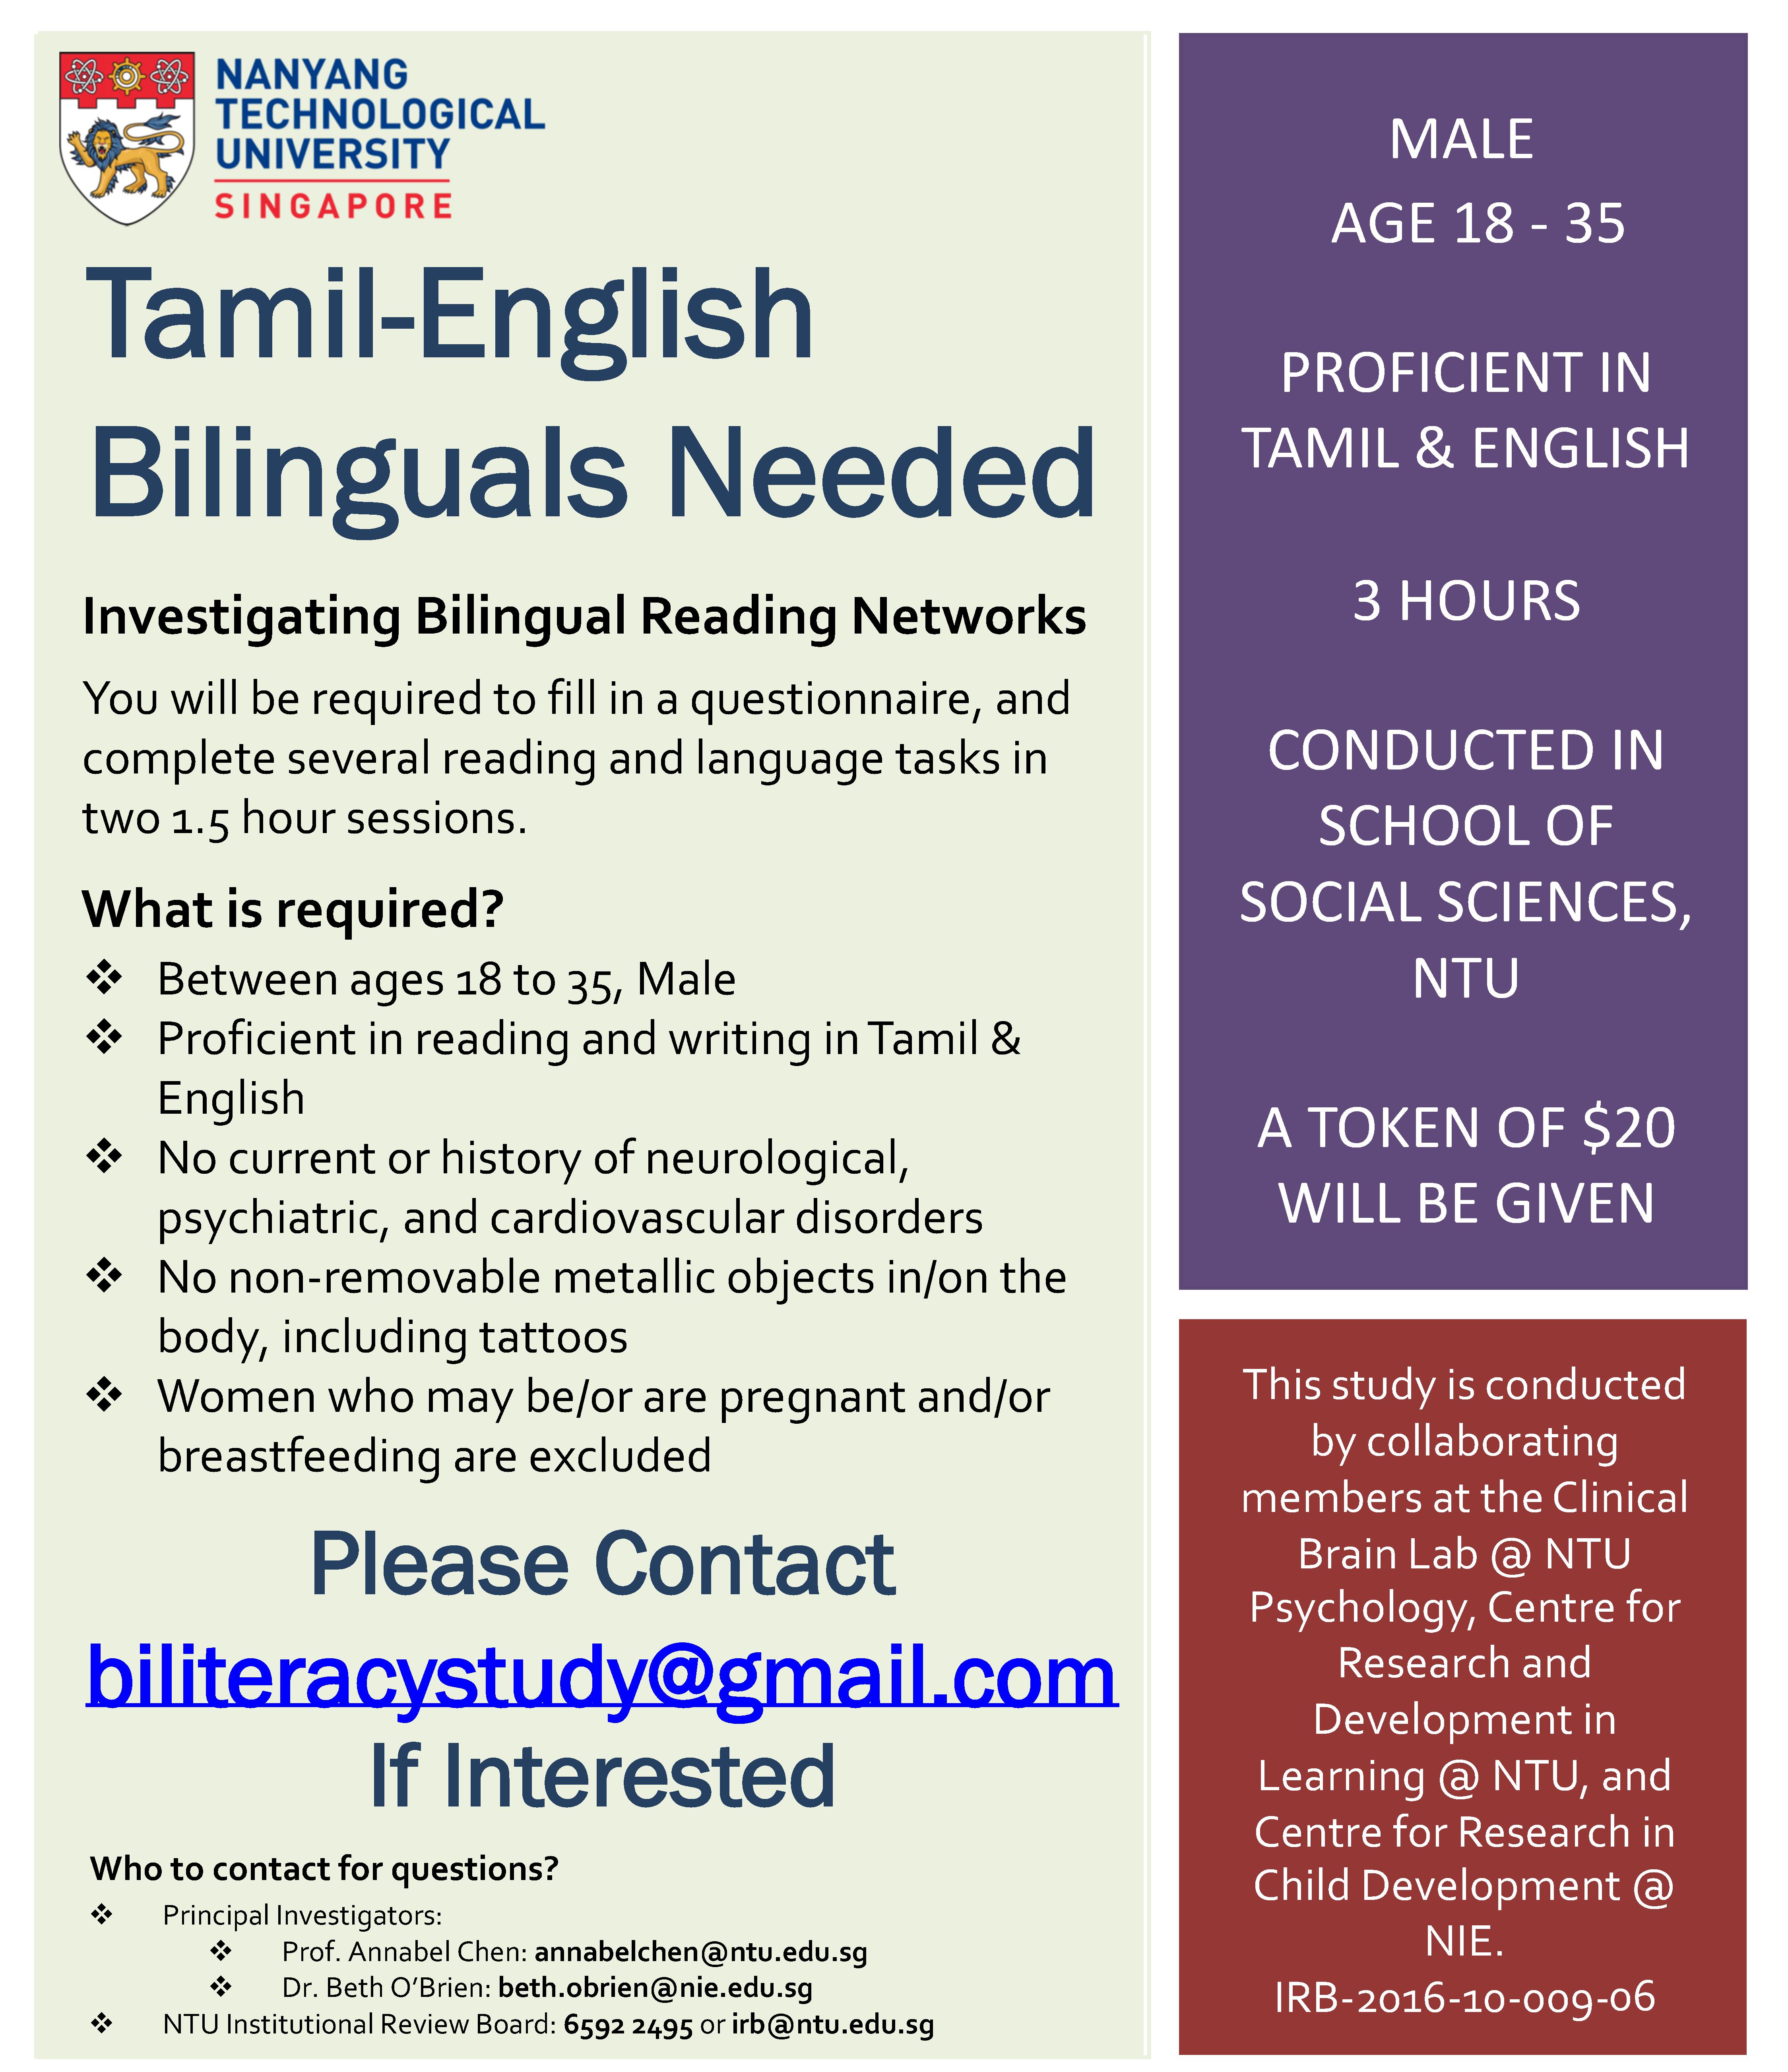 NANYANG
TECHNOLOGICAL
UNIVERSITY
SINGAPORE
Tamil-English
Bilinguals Needed
Investigating Bilingual Reading Networks
You will be required to fill in a questionnaire, and
complete several reading and language tasks in
two 1.5 hour sessions.
What is required?
❖ Between ages 18 to 35, Male
❖ Proficient in reading and writing in Tamil &
English
❖ No current or history of neurological,
psychiatric, and cardiovascular disorders
❖ No non-removable metallic objects in/on the
body, including tattoos
❖ Women who may be/or are pregnant and/or
breastfeeding are excluded
Please Contact
biliteracystudy@gmail.com
If Interested
Who to contact for questions?
❖ Principal Investigators:
❖ Prof. Annabel Chen: annabelchen@ntu.edu.sg
❖ Dr. Beth O’Brien: beth.obrien@nie.edu.sg
❖ NTU Institutional Review Board: 6592 2495 or irb@ntu.edu.sg
MALE
AGE 18 - 35
PROFICIENT IN
TAMIL & ENGLISH
3 HOURS
CONDUCTED IN
SCHOOL OF
SOCIAL SCIENCES,
NTU
A TOKEN OF $20
WILL BE GIVEN
This study is conducted
by collaborating
members at the Clinical
Brain Lab @ NTU
Psychology, Centre for
Research and
Development in
Learning @ NTU, and
Centre for Research in
Child Development @
NIE.
IRB-2016-10-009-06